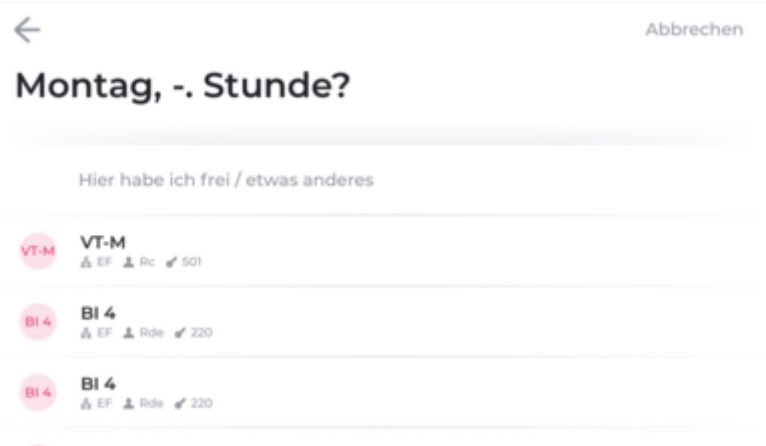 Abbrechen
Montag, -. Stunde?
Hier habe ich frei / etwas anderes
VT-M
VT-M
EF Rc 501
BI 4
BI 4
EF Rde 220
BI 4
BI 4
EF Rde 220